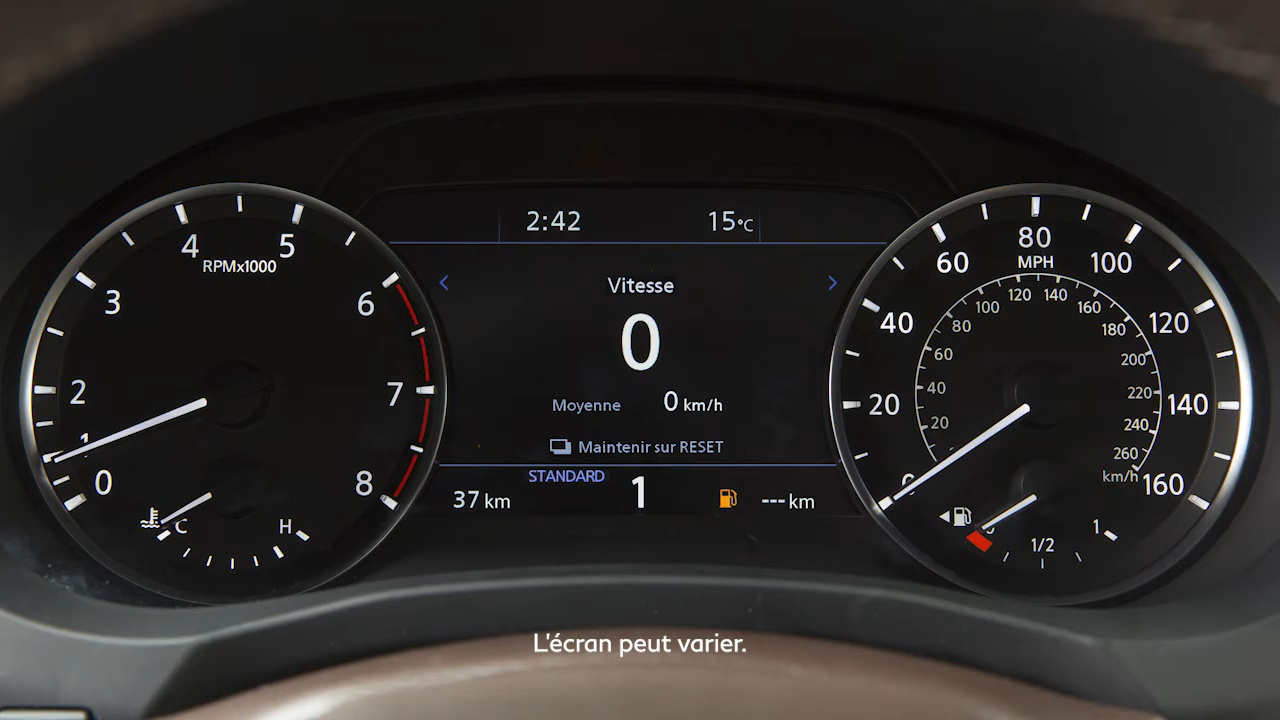 2:42 15°C
4 5
RPMx1000
3 6
2 7
1
0 8
C H
Vitesse
0
Moyenne 0 km/h
Maintenir sur RESET
STANDARD
37 km 1 --- km
80
MPH
60 100
40 120
20 140
0 160
120 140
100 160
80 180
60 200
40 220
20 240
260
km/h
0 1/2 1
L'écran peut varier.